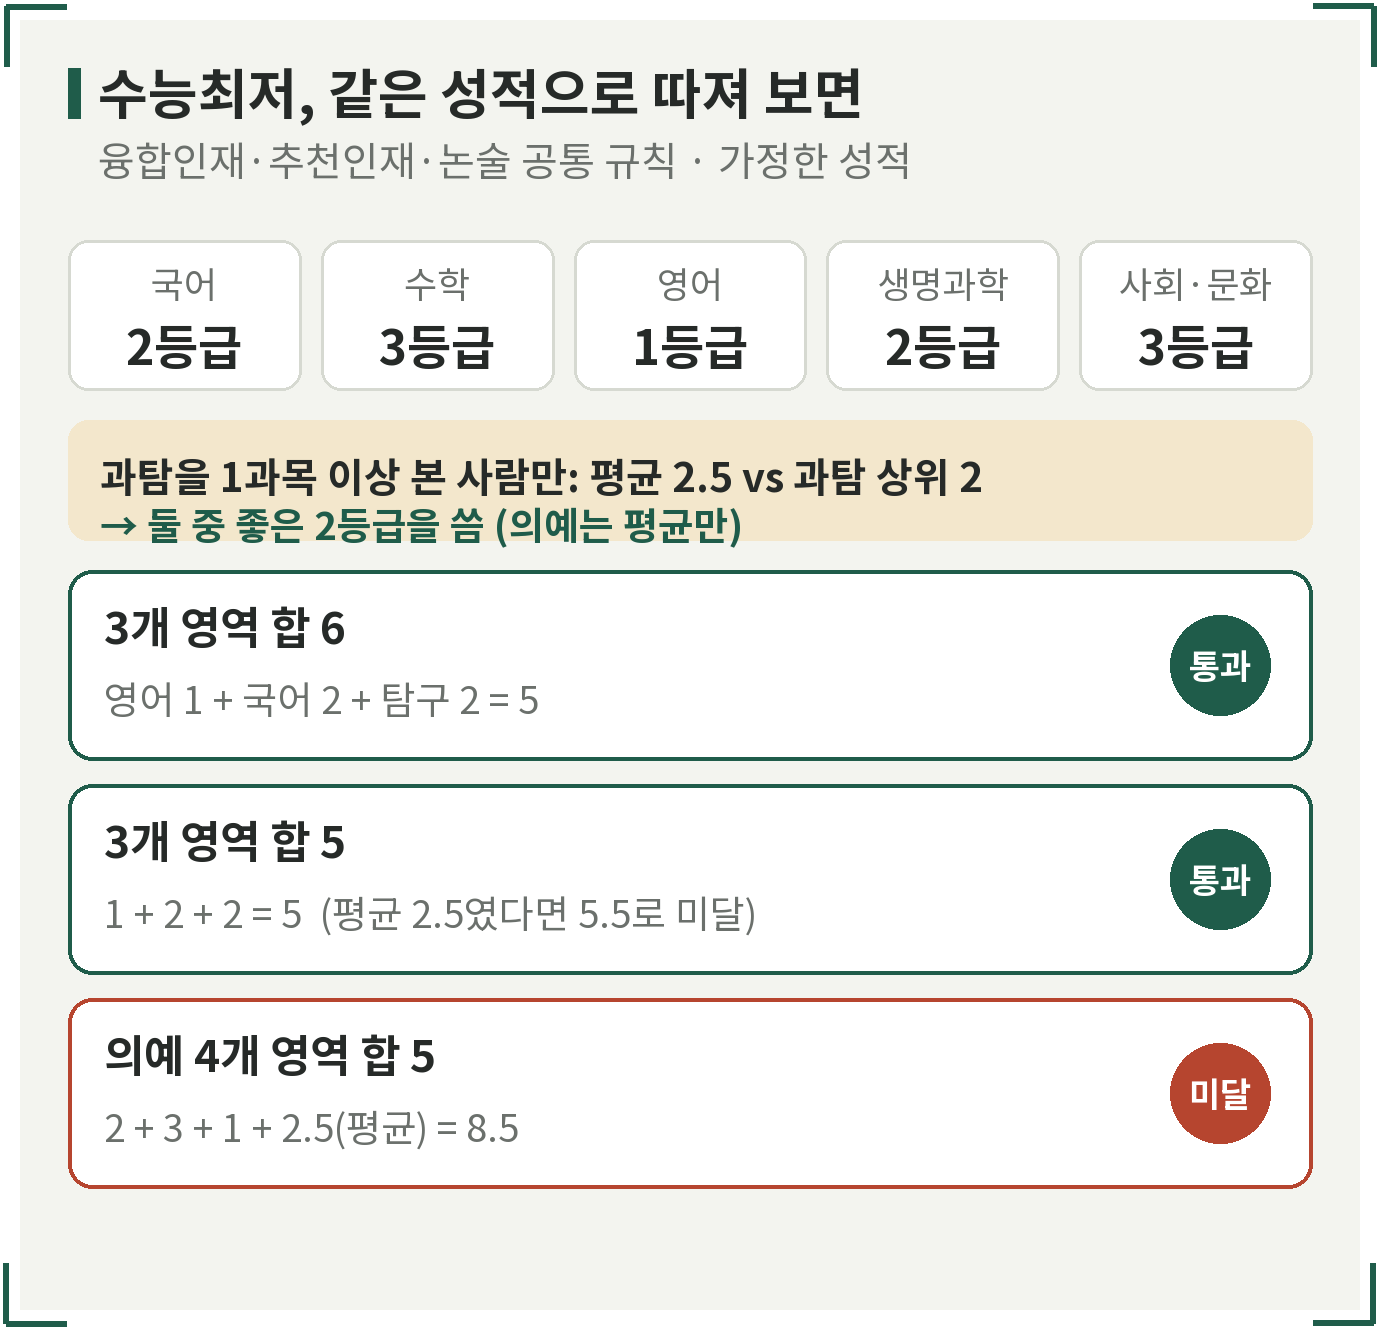 수능최저, 같은 성적으로 따져 보면
융합인재·추천인재·논술 공통 규칙 · 가정한 성적
국어 수학 영어 생명과학 사회·문화
2등급 3등급 1등급 2등급 3등급
과탐을 1과목 이상 본 사람만: 평균 2.5 vs 과탐 상위 2
→ 둘 중 좋은 2등급을 씀 (의예는 평균만)
3개 영역 합 6
영어 1 + 국어 2 + 탐구 2 = 5
통과
3개 영역 합 5
1 + 2 + 2 = 5 (평균 2.5였다면 5.5로 미달)
통과
의예 4개 영역 합 5
2 + 3 + 1 + 2.5(평균) = 8.5
미달